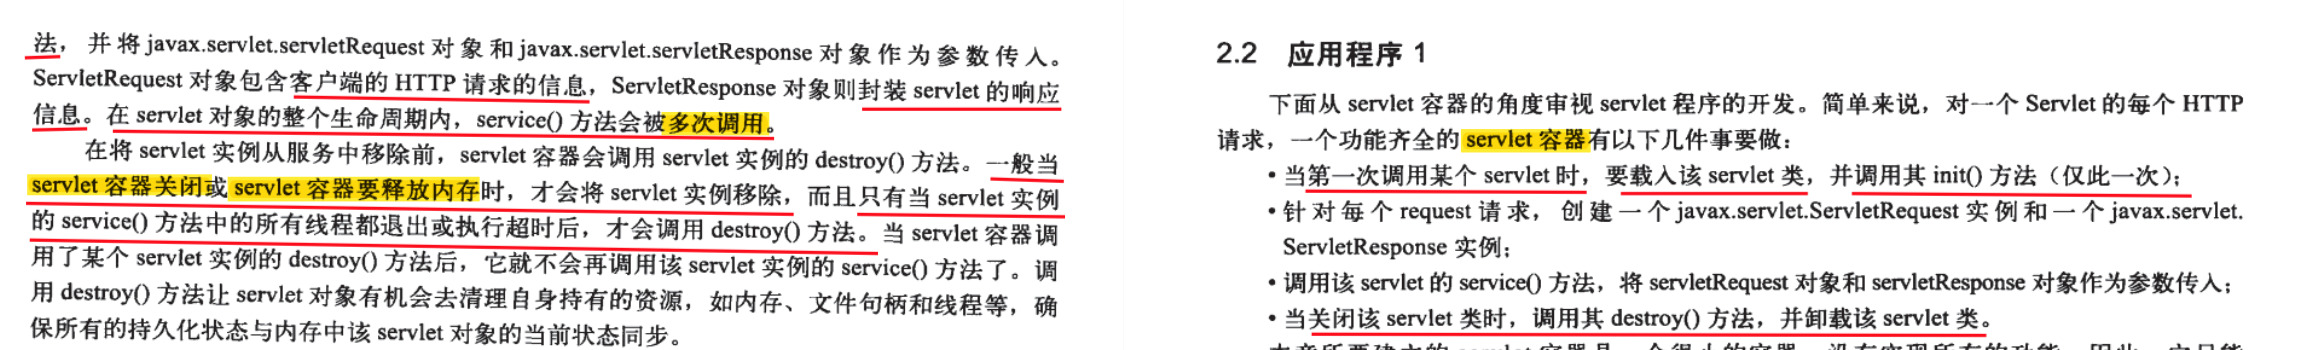 法，并将 javax.servlet.servletRequest 对象和 javax.servlet.servletResponse 对象作为参数传入。
ServletRequest 对象包含客户端的 HTTP 请求的信息，ServletResponse 对象则封装 servlet 的响应
信息。在 servlet 对象的整个生命周期内，service() 方法会被多次调用。
在将 servlet 实例从服务中移除前，servlet 容器会调用 servlet 实例的 destroy() 方法。一般当
servlet 容器关闭或 servlet 容器要释放内存时，才会将 servlet 实例移除，而且只有当 servlet 实例
的 service() 方法中的所有线程都退出或执行超时后，才会调用 destroy() 方法。当 servlet 容器调
用了某个 servlet 实例的 destroy() 方法后，它就不会再调用该 servlet 实例的 service() 方法了。调
用 destroy() 方法让 servlet 对象有机会去清理自身持有的资源，如内存、文件句柄和线程等，确
保所有的持久化状态与内存中该 servlet 对象的当前状态同步。
2.2 应用程序 1
下面从 servlet 容器的角度审视 servlet 程序的开发。简单来说，对一个 Servlet 的每个 HTTP
请求，一个功能齐全的 servlet 容器有以下几件事要做：
• 当第一次调用某个 servlet 时，要载入该 servlet 类，并调用其 init() 方法（仅此一次）；
• 针对每个 request 请求，创建一个 javax.servlet.ServletRequest 实例和一个 javax.servlet.
ServletResponse 实例；
• 调用该 servlet 的 service() 方法，将 servletRequest 对象和 servletResponse 对象作为参数传入；
• 当关闭该 servlet 类时，调用其 destroy() 方法，并卸载该 servlet 类。